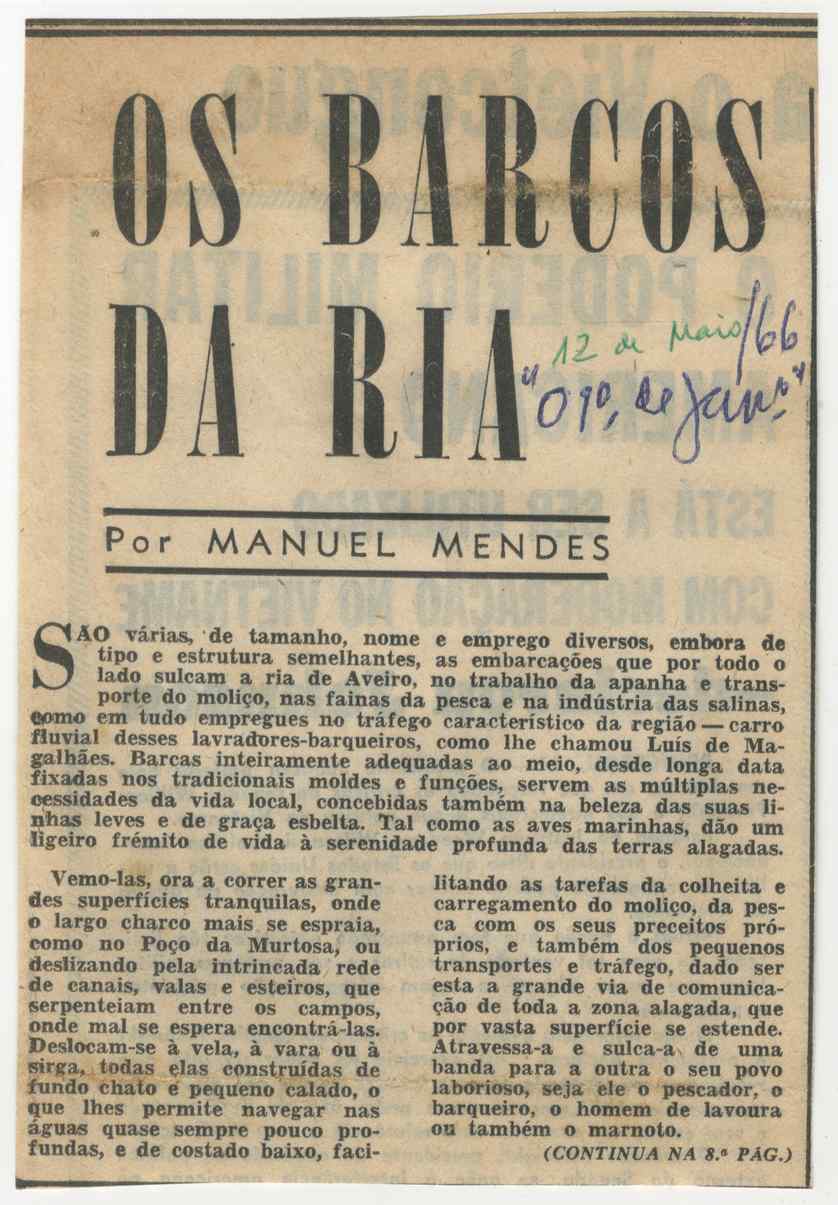 OS BARCOS
DA RIA
12 de Maio/66
"O 1º de Jan.º"
Por MANUEL MENDES
SÃO várias, de tamanho, nome e emprego diversos, embora de
tipo e estrutura semelhantes, as embarcações que por todo o
lado sulcam a ria de Aveiro, no trabalho da apanha e trans-
porte do moliço, nas fainas da pesca e na indústria das salinas,
como em tudo empregues no tráfego característico da região — carro
fluvial desses lavradores-barqueiros, como lhe chamou Luís de Ma-
galhães. Barcas inteiramente adequadas ao meio, desde longa data
fixadas nos tradicionais moldes e funções, servem as múltiplas ne-
cessidades da vida local, concebidas também na beleza das suas li-
nhas leves e de graça esbelta. Tal como as aves marinhas, dão um
ligeiro frémito de vida à serenidade profunda das terras alagadas.
Vemo-las, ora a correr as gran-
des superfícies tranquilas, onde
o largo charco mais se espraia,
como no Poço da Murtosa, ou
deslizando pela intrincada rede
de canais, valas e esteiros, que
serpenteiam entre os campos,
onde mal se espera encontrá-las.
Deslocam-se à vela, à vara ou à
sirga, todas elas construídas de
fundo chato e pequeno calado, o
que lhes permite navegar nas
águas quase sempre pouco pro-
fundas, e de costado baixo, faci-
litando as tarefas da colheita e
carregamento do moliço, da pes-
ca com os seus preceitos pró-
prios, e também dos pequenos
transportes e tráfego, dado ser
esta a grande via de comunica-
ção de toda a zona alagada, que
por vasta superfície se estende.
Atravessa-a e sulca-a de uma
banda para a outra o seu povo
laborioso, seja ele o pescador, o
barqueiro, o homem de lavoura
ou também o marnoto.
(CONTINUA NA 8.ª PÁG.)